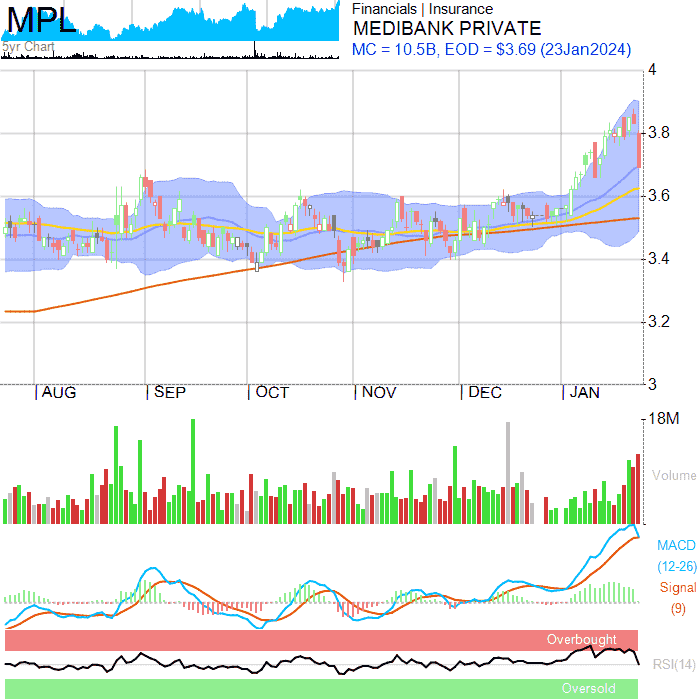 MPL
5yr Chart
Financials | Insurance
MEDIBANK PRIVATE
MC = 10.5B, EOD = $3.69 (23Jan2024)
4
3.8
3.6
3.4
3.2
3
AUG SEP OCT NOV DEC JAN
18M
Volume
MACD
(12-26)
Signal
(9)
Overbought
RSI(14)
Oversold